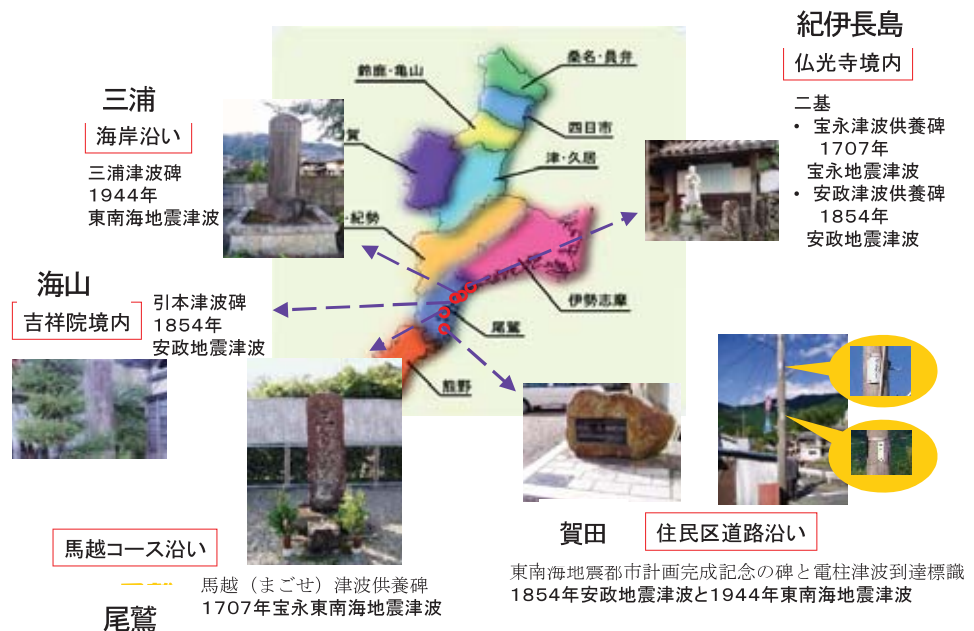 紀伊長島
仏光寺境内
二基
• 宝永津波供養碑
1707年
宝永地震津波
• 安政津波供養碑
1854年
安政地震津波
三浦
海岸沿い
三浦津波碑
1944年
東南海地震津波
桑名・員弁
鈴鹿・亀山
四日市
賀
津・久居
・紀勢
伊勢志摩
尾鷲
熊野
海山
吉祥院境内
引本津波碑
1854年
安政地震津波
馬越コース沿い
尾鷲
馬越（まごせ）津波供養碑
1707年宝永東南海地震津波
賀田
住民区道路沿い
東南海地震都市計画完成記念の碑と電柱津波到達標識
1854年安政地震津波と1944年東南海地震津波